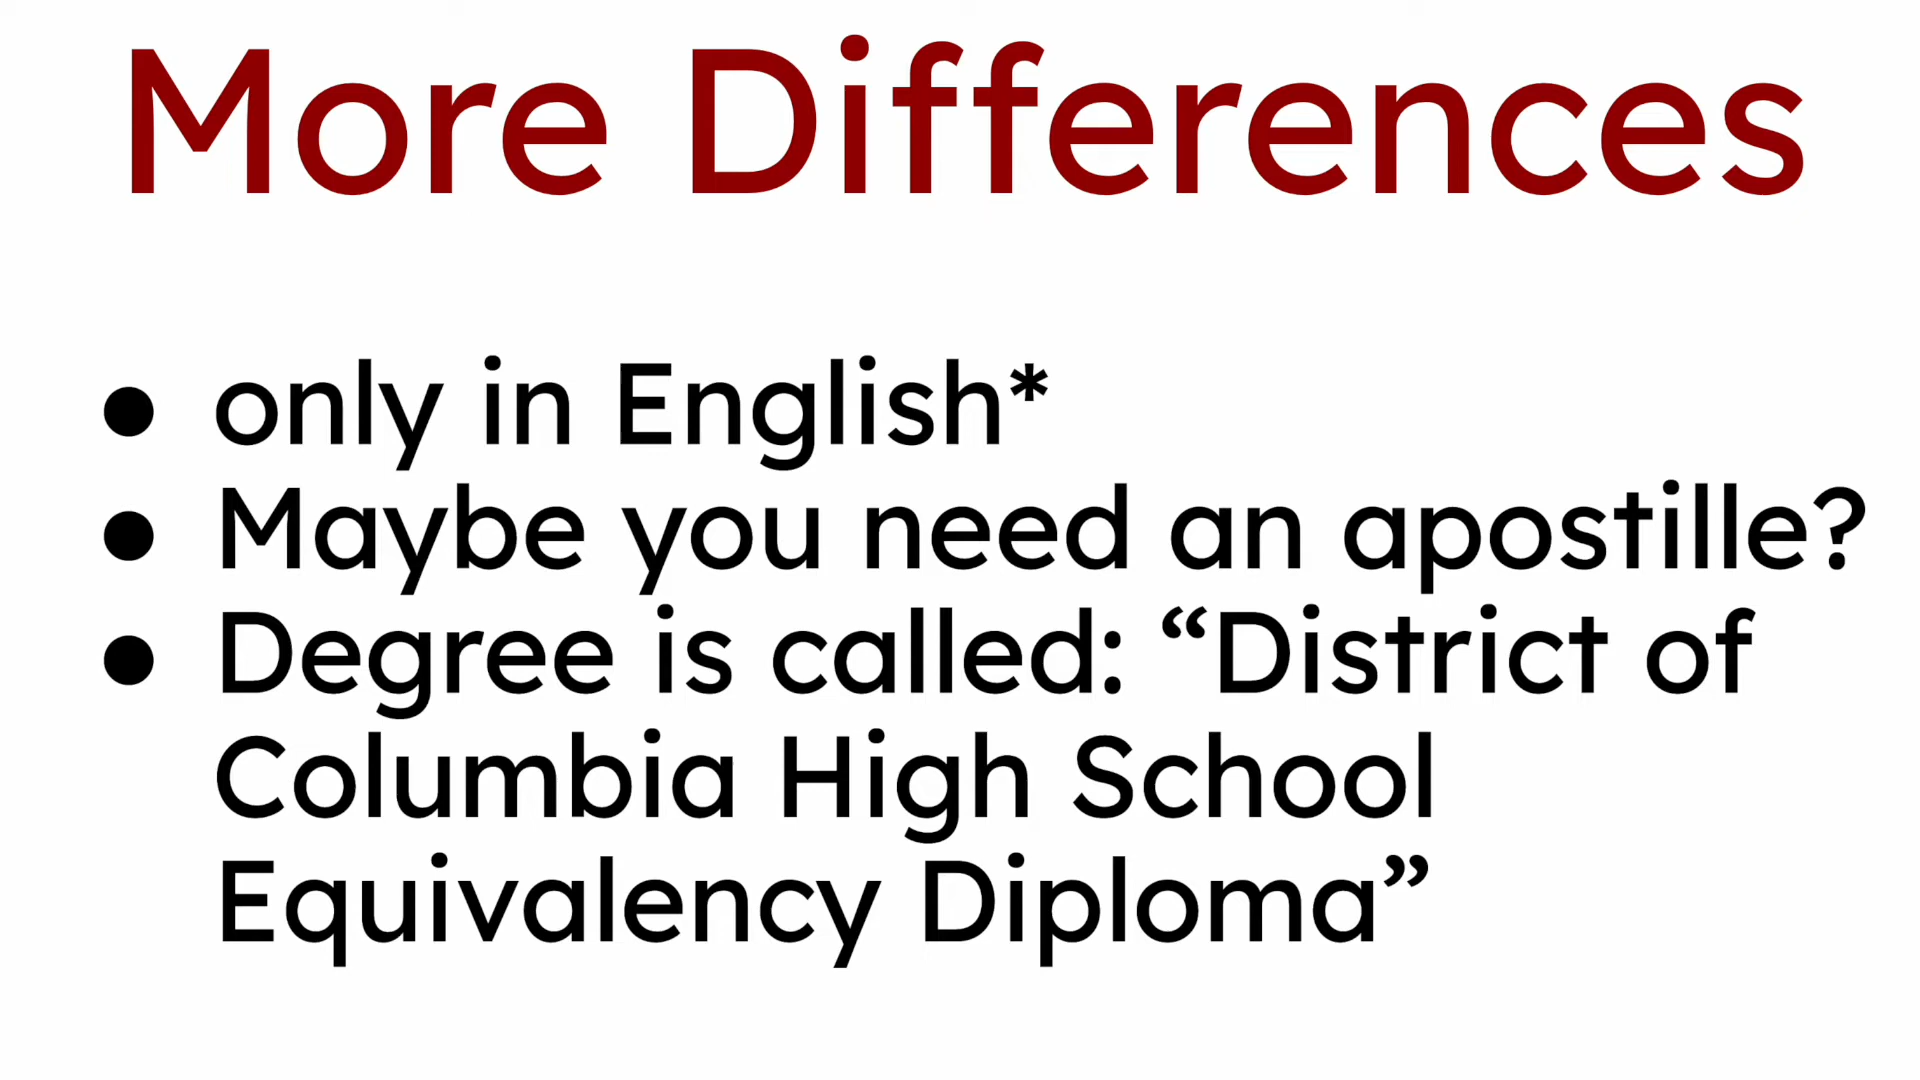 More Differences
● only in English*
● Maybe you need an apostille?
● Degree is called: “District of
Columbia High School
Equivalency Diploma”